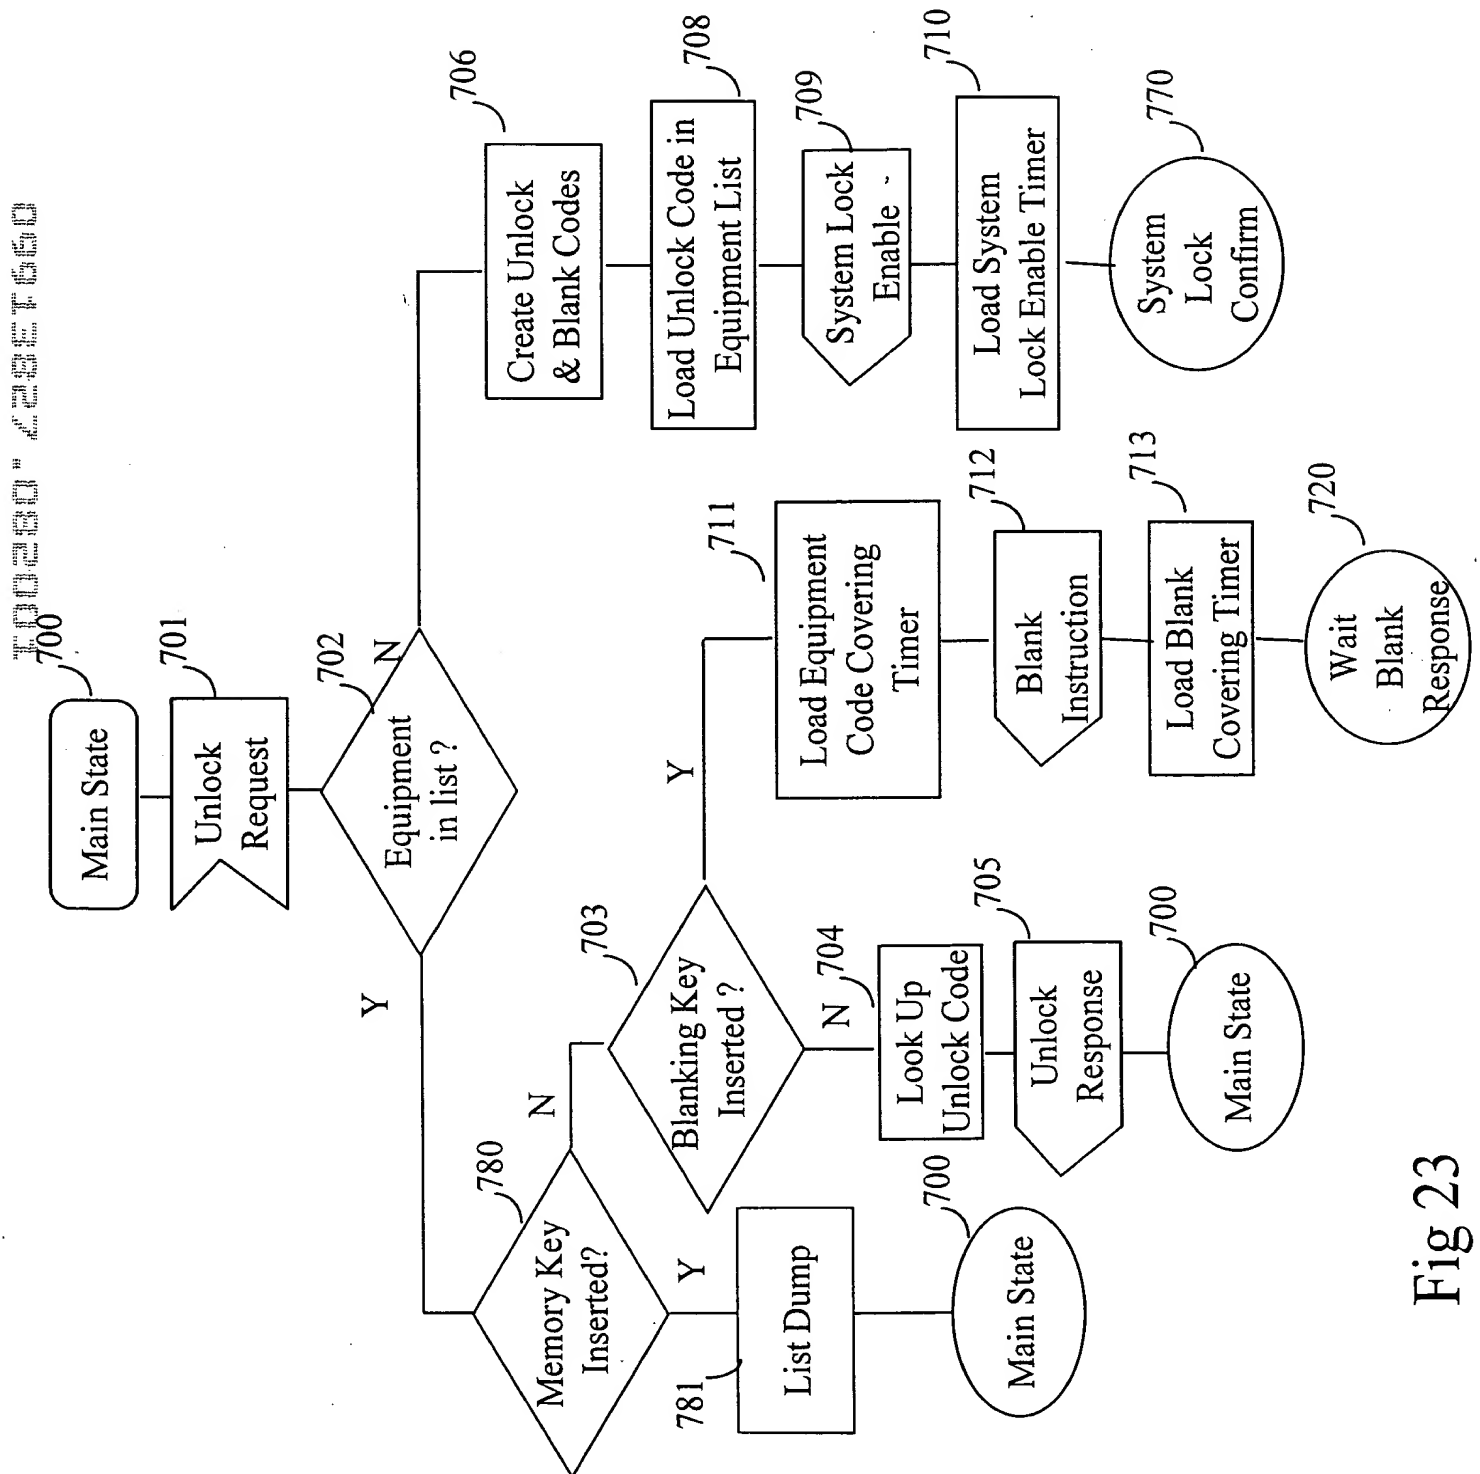 09913827.082001
700
Main State
701
Unlock
Request
702
Equipment
in list ?
N
Y
706
Create Unlock
& Blank Codes
708
Load Unlock Code in
Equipment List
709
System Lock
Enable
710
Load System
Lock Enable Timer
770
System
Lock
Confirm
780
Memory Key
Inserted?
N
Y
781
List Dump
700
Main State
703
Blanking Key
Inserted ?
Y
N
704
Look Up
Unlock Code
705
Unlock
Response
700
Main State
711
Load Equipment
Code Covering
Timer
712
Blank
Instruction
713
Load Blank
Covering Timer
720
Wait
Blank
Response
Fig 23